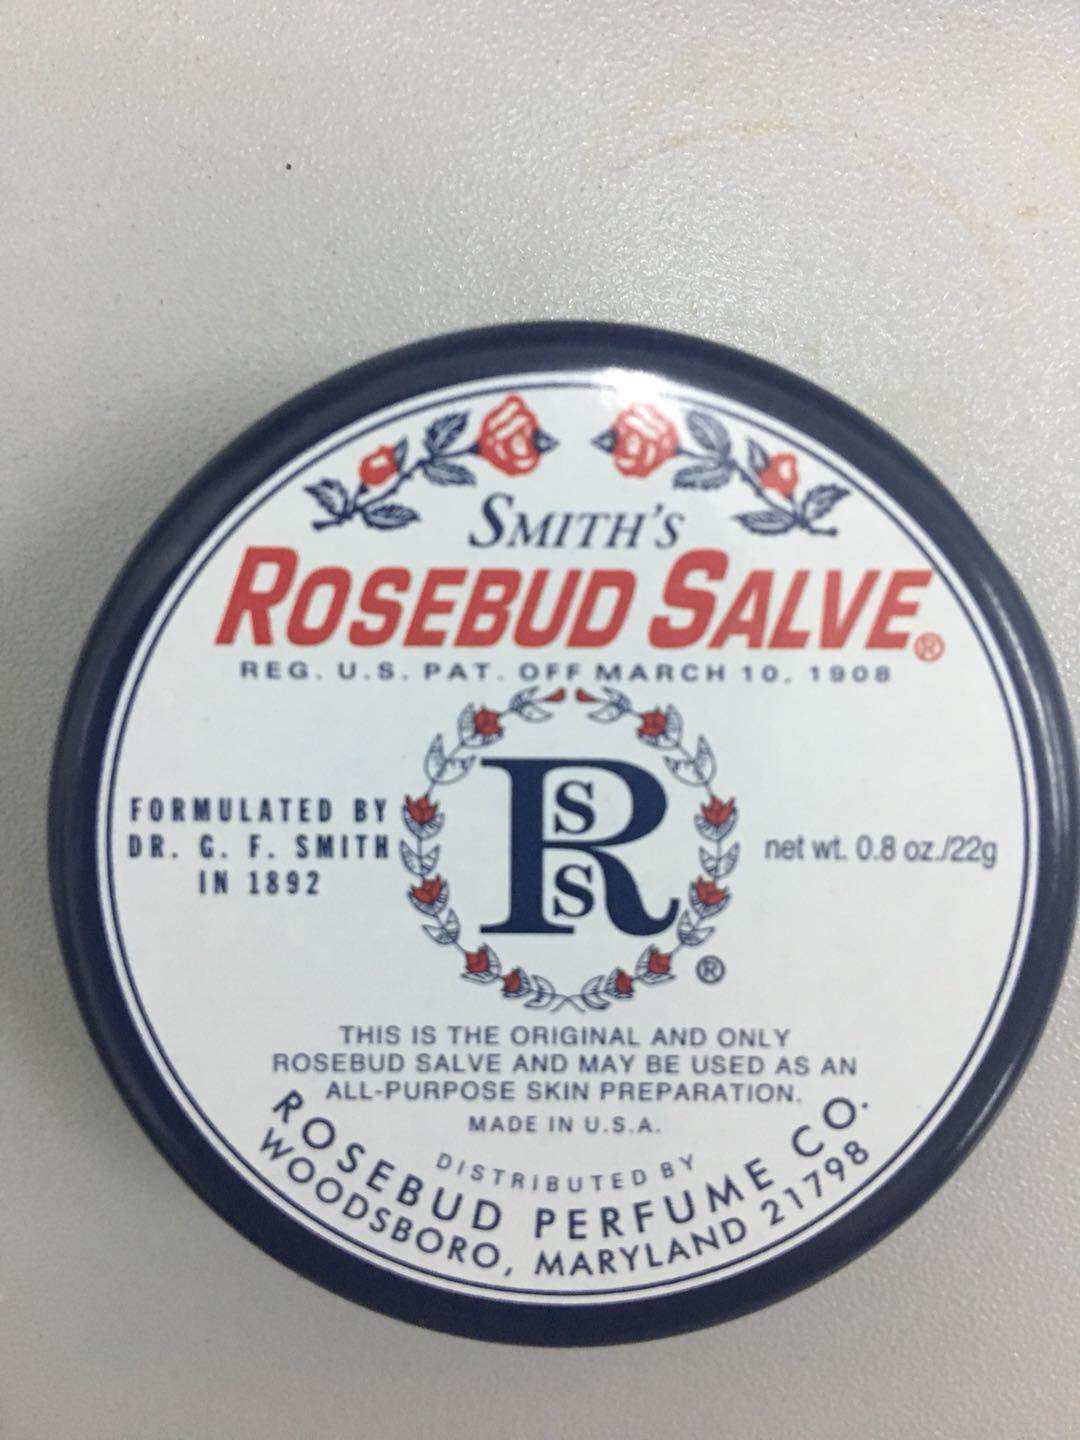 SMITH'S
ROSEBUD SALVE®
REG. U.S. PAT. OFF MARCH 10, 1908
FORMULATED BY
DR. G. F. SMITH
IN 1892
RSS
®
net wt. 0.8 oz./22g
THIS IS THE ORIGINAL AND ONLY
ROSEBUD SALVE AND MAY BE USED AS AN
ALL-PURPOSE SKIN PREPARATION.
MADE IN U.S.A.
DISTRIBUTED BY
ROSEBUD PERFUME CO.
WOODSBORO, MARYLAND 21798